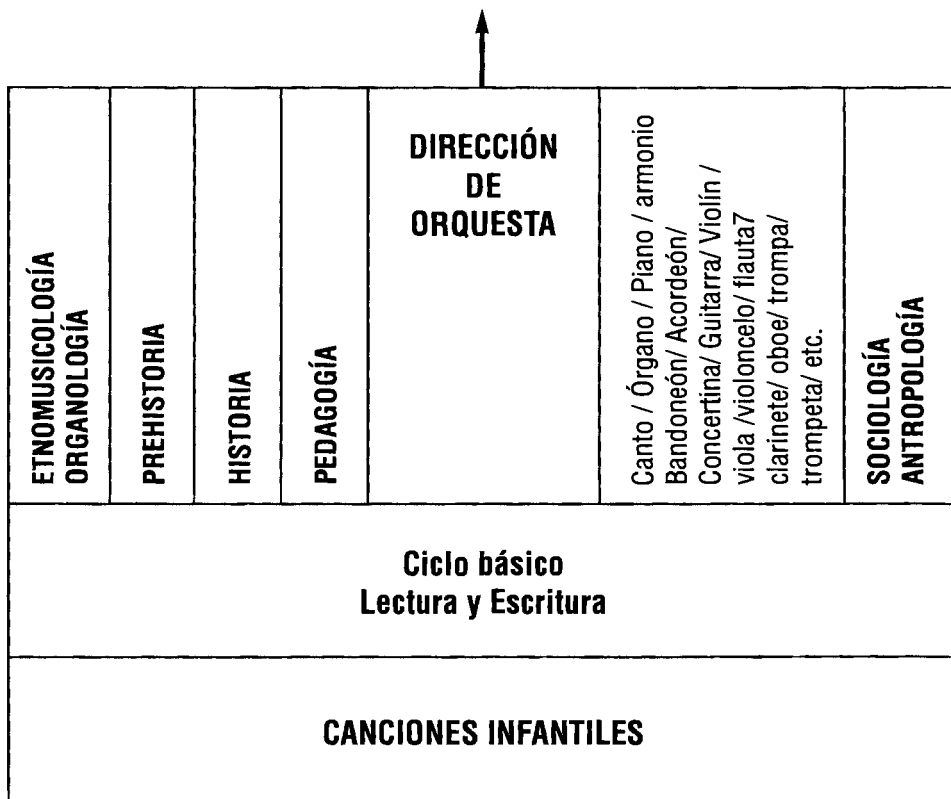 ETNOMUSICOLOGÍA
ORGANOLOGÍA
PREHISTORIA
HISTORIA
PEDAGOGÍA
DIRECCIÓN
DE
ORQUESTA
Canto / Órgano / Piano / armonio
Bandoneón/ Acordeón/
Concertina/ Guitarra/ Violín /
viola /violoncelo/ flauta7
clarinete/ oboe/ trompa/
trompeta/ etc.
SOCIOLOGÍA
ANTROPOLOGÍA
Ciclo básico
Lectura y Escritura
CANCIONES INFANTILES